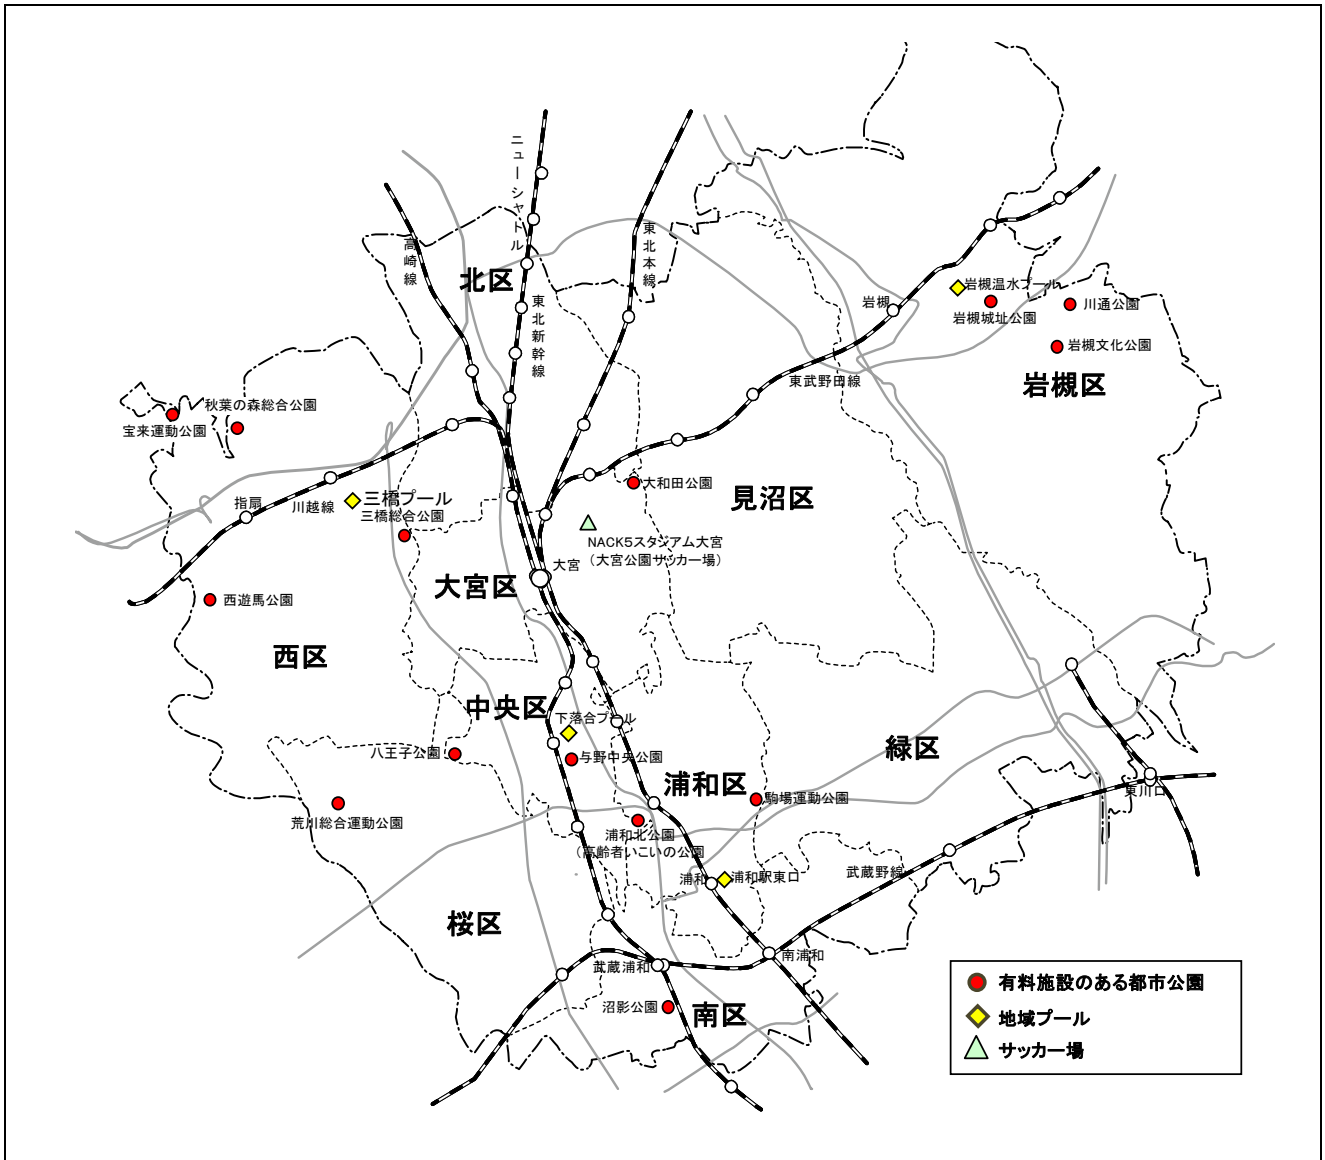 ニューシャトル
高崎線
東北本線
北区
岩槻温水プール
岩槻
岩槻城址公園
川通公園
東北新幹線
岩槻文化公園
東武野田線
岩槻区
秋葉の森総合公園
宝来運動公園
大和田公園
見沼区
三橋プール
指扇
川越線
三橋総合公園
NACK5スタジアム大宮
(大宮公園サッカー場)
大宮
大宮区
西遊馬公園
西区
中央区
下落合プール
八王子公園
与野中央公園
緑区
浦和区
駒場運動公園
東川口
荒川総合運動公園
浦和北公園
(高齢者いこいの公園
浦和
浦和駅東口
武蔵野線
桜区
武蔵浦和
南浦和
沼影公園
南区
有料施設のある都市公園
地域プール
サッカー場